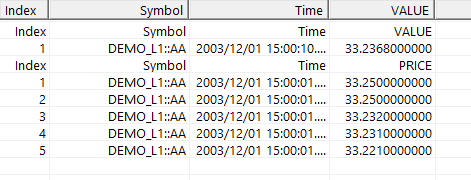 Index Symbol Time VALUE
Index Symbol Time VALUE
1 DEMO_L1::AA 2003/12/01 15:00:10.... 33.2368000000
Index Symbol Time PRICE
1 DEMO_L1::AA 2003/12/01 15:00:01.... 33.2500000000
2 DEMO_L1::AA 2003/12/01 15:00:01.... 33.2500000000
3 DEMO_L1::AA 2003/12/01 15:00:01.... 33.2320000000
4 DEMO_L1::AA 2003/12/01 15:00:01.... 33.2310000000
5 DEMO_L1::AA 2003/12/01 15:00:01.... 33.2210000000